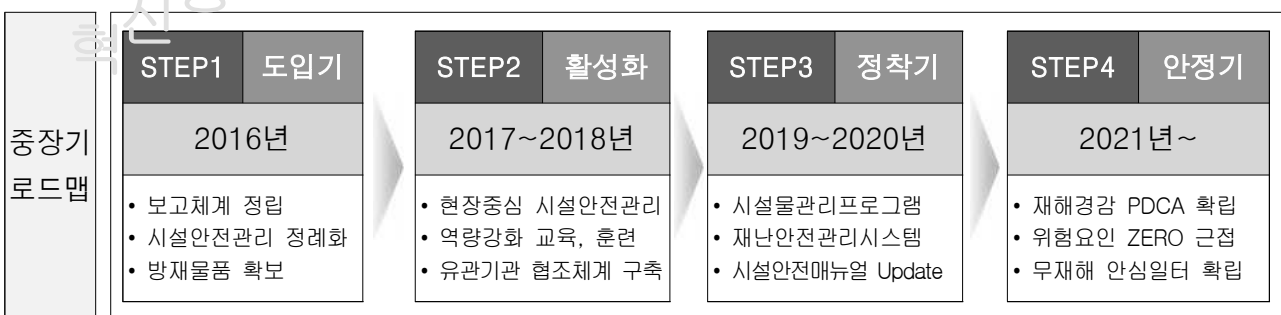 중장기
로드맵
STEP1 도입기
2016년
• 보고체계 정립
• 시설안전관리 정례화
• 방재물품 확보
STEP2 활성화
2017~2018년
• 현장중심 시설안전관리
• 역량강화 교육, 훈련
• 유관기관 협조체계 구축
STEP3 정착기
2019~2020년
• 시설물관리프로그램
• 재난안전관리시스템
• 시설안전매뉴얼 Update
STEP4 안정기
2021년~
• 재해경감 PDCA 확립
• 위험요인 ZERO 근접
• 무재해 안심일터 확립